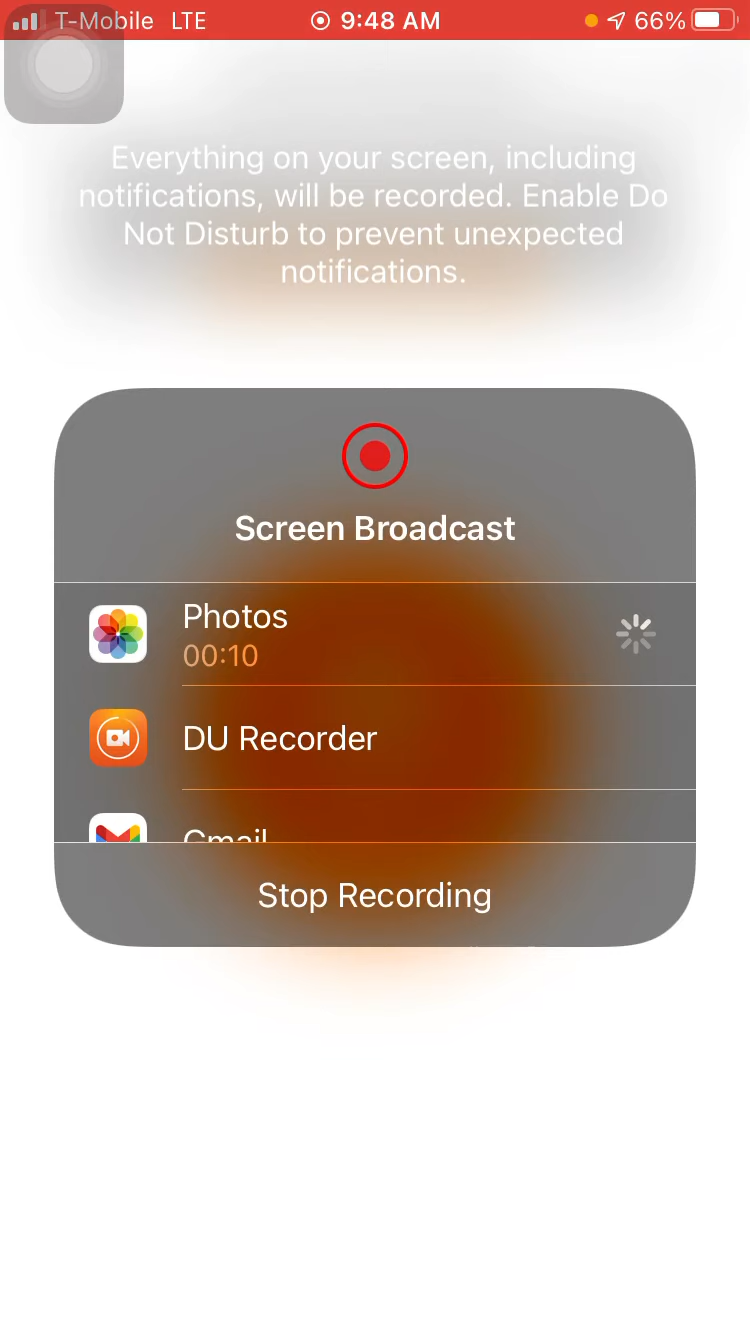 T-Mobile LTE 9:48 AM 66%
Everything on your screen, including
notifications, will be recorded. Enable Do
Not Disturb to prevent unexpected
notifications.
Screen Broadcast
Photos
00:10
DU Recorder
Gmail
Stop Recording